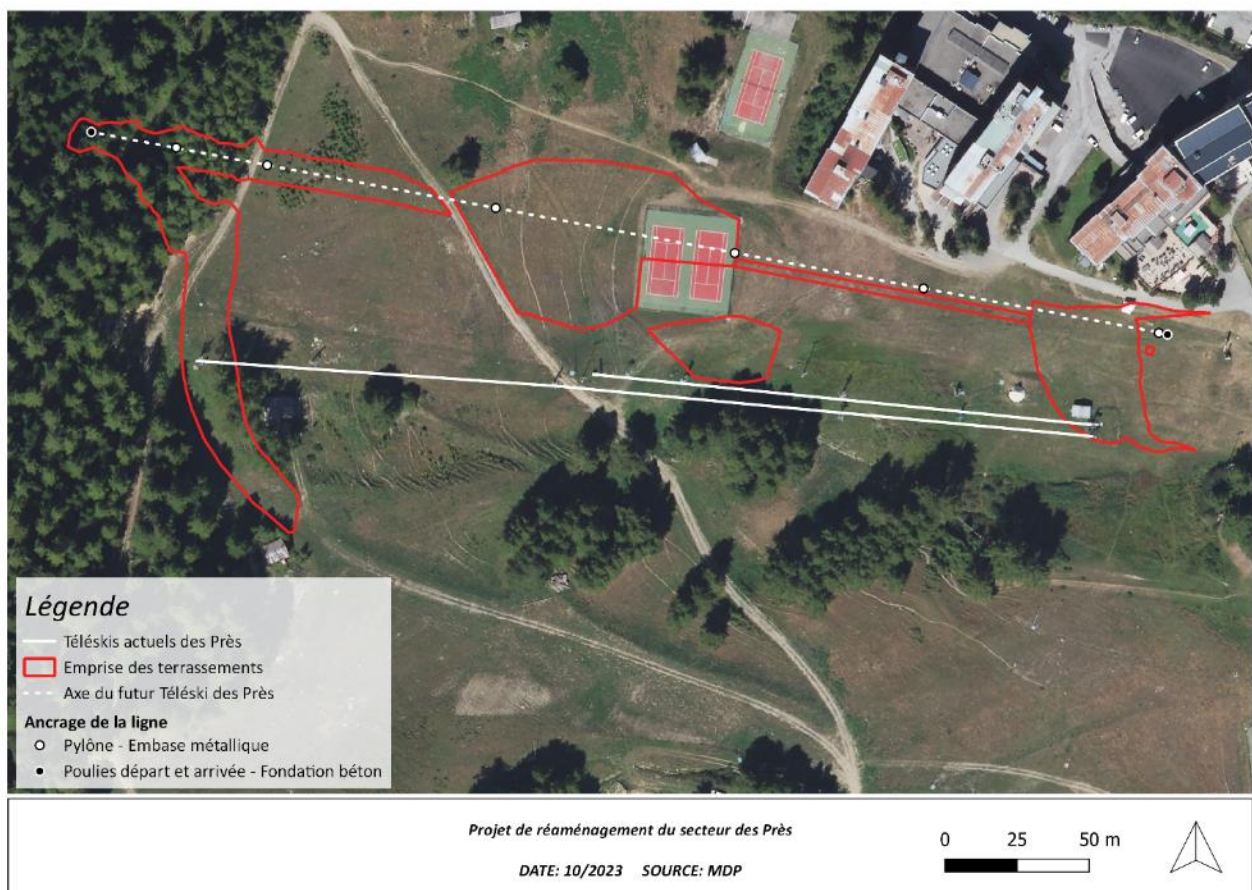 Légende
Téléskis actuels des Près
Emprise des terrassements
Axe du futur Téléski des Près
Ancrage de la ligne
Pylône - Embase métallique
Poulies départ et arrivée - Fondation béton
Projet de réaménagement du secteur des Près
DATE: 10/2023 SOURCE: MDP
0 25 50 m